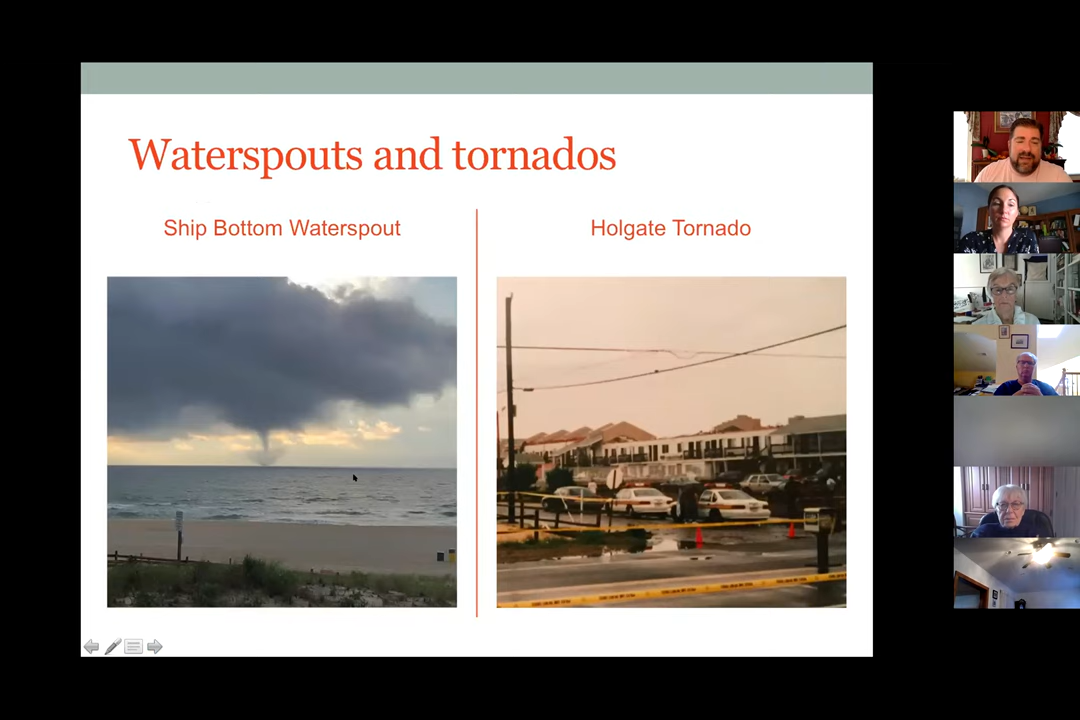 Waterspouts and tornados
Ship Bottom Waterspout
Holgate Tornado